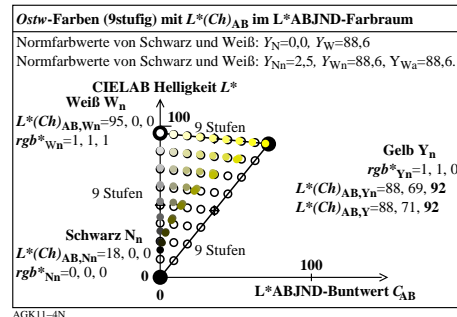 Ostw-Farben (9stufig) mit L*(Ch)AB im L*ABJND-Farbraum
Normfarbwerte von Schwarz und Weiß: YN=0,0, YW=88,6
Normfarbwerte von Schwarz und Weiß: YNn=2,5, YWn=88,6, YWa=88,6.
CIELAB Helligkeit L*
Weiß Wn
100
L*(Ch)AB,Wn=95, 0, 0
rgb*Wn=1, 1, 1
9 Stufen
Gelb Yn
rgb*Yn=1, 1, 0
L*(Ch)AB,Yn=88, 69, 92
L*(Ch)AB,Y=88, 71, 92
9 Stufen
Schwarz Nn
L*(Ch)AB,Nn=18, 0, 0
rgb*Nn=0, 0, 0
9 Stufen
0
100
0
L*ABJND-Buntwert CAB
AGK11-4N